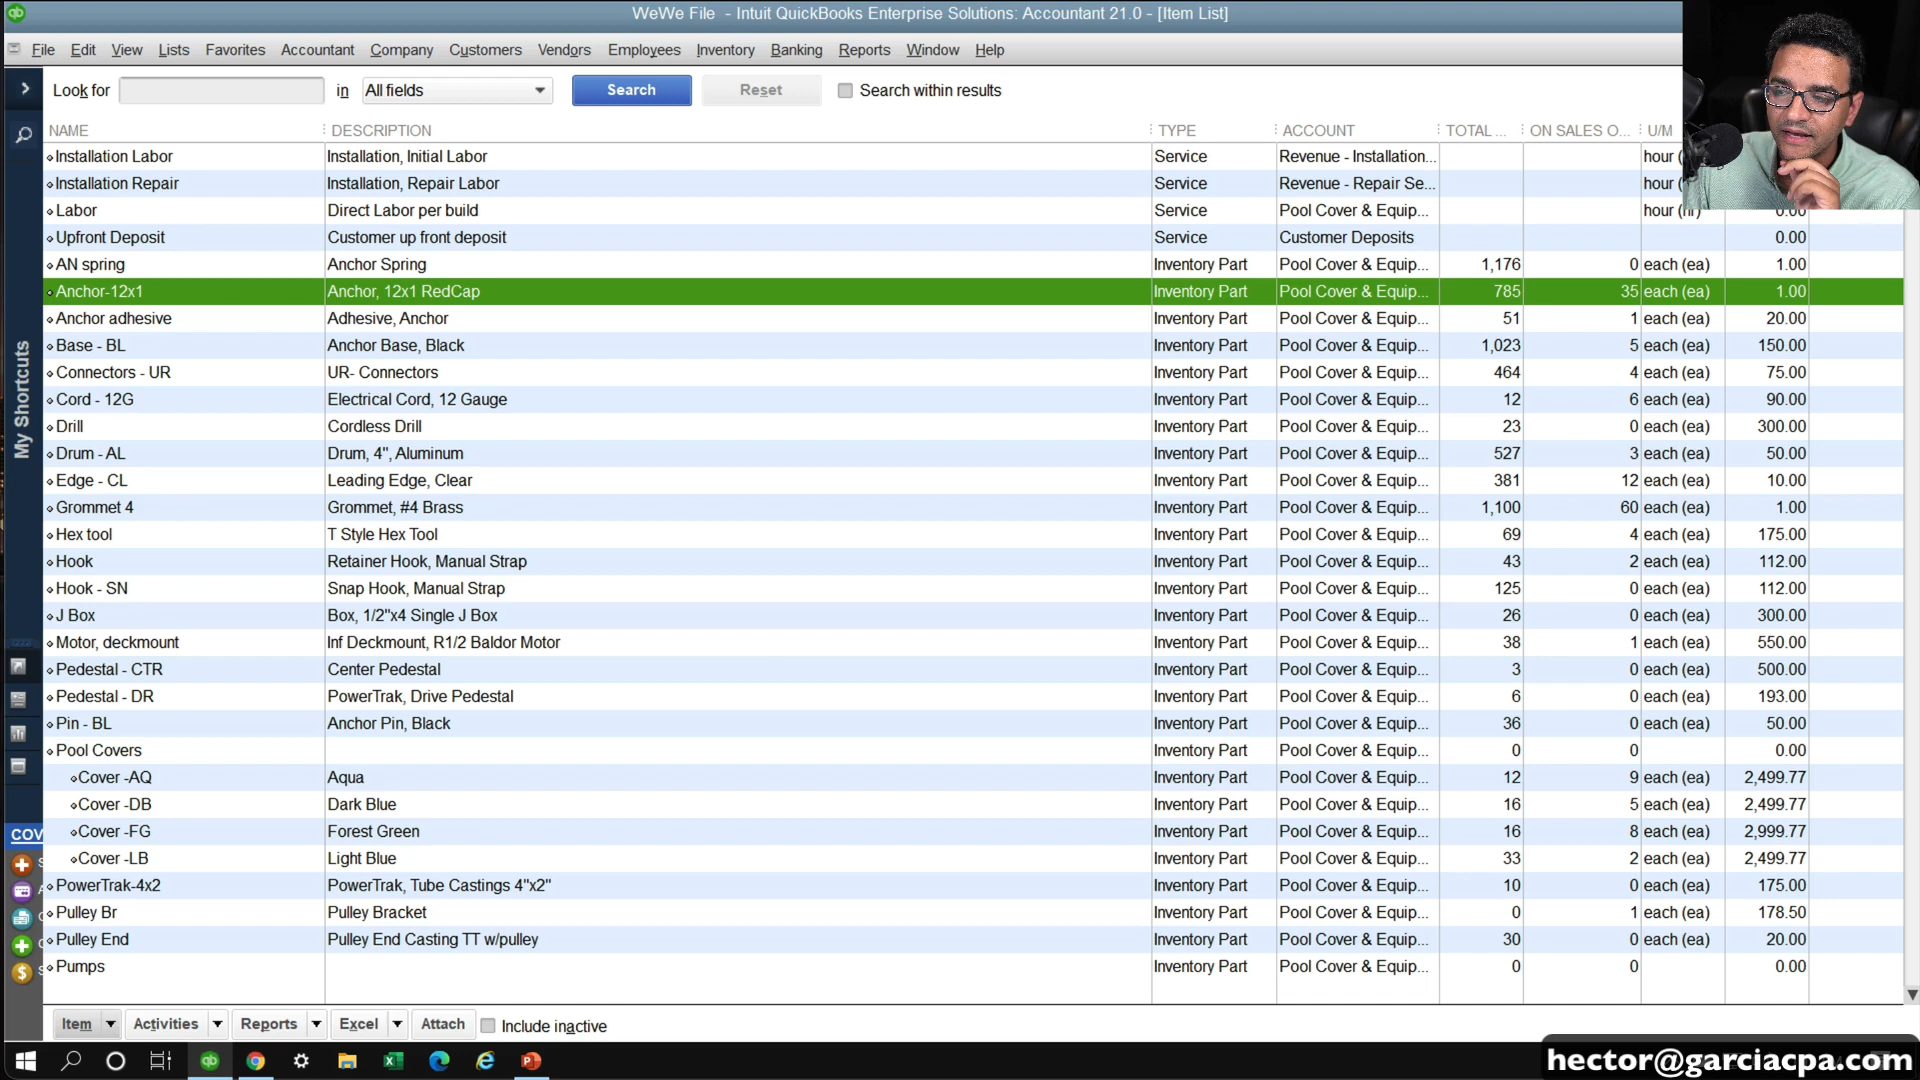 WeWe File - Intuit QuickBooks Enterprise Solutions: Accountant 21.0 - [Item List]
File Edit View Lists Favorites Accountant Company Customers Vendors Employees Inventory Banking Reports Window Help
Look for in All fields Search Reset Search within results
NAME DESCRIPTION TYPE ACCOUNT TOTAL ... ON SALES O... U/M
Installation Labor Installation, Initial Labor Service Revenue - Installation... hour (
Installation Repair Installation, Repair Labor Service Revenue - Repair Se... hour (
Labor Direct Labor per build Service Pool Cover & Equip... hour (hr) 0.00
Upfront Deposit Customer up front deposit Service Customer Deposits 0.00
AN spring Anchor Spring Inventory Part Pool Cover & Equip... 1,176 0 each (ea) 1.00
Anchor-12x1 Anchor, 12x1 RedCap Inventory Part Pool Cover & Equip... 785 35 each (ea) 1.00
Anchor adhesive Adhesive, Anchor Inventory Part Pool Cover & Equip... 51 1 each (ea) 20.00
Base - BL Anchor Base, Black Inventory Part Pool Cover & Equip... 1,023 5 each (ea) 150.00
Connectors - UR UR- Connectors Inventory Part Pool Cover & Equip... 464 4 each (ea) 75.00
Cord - 12G Electrical Cord, 12 Gauge Inventory Part Pool Cover & Equip... 12 6 each (ea) 90.00
Drill Cordless Drill Inventory Part Pool Cover & Equip... 23 0 each (ea) 300.00
Drum - AL Drum, 4", Aluminum Inventory Part Pool Cover & Equip... 527 3 each (ea) 50.00
Edge - CL Leading Edge, Clear Inventory Part Pool Cover & Equip... 381 12 each (ea) 10.00
Grommet 4 Grommet, #4 Brass Inventory Part Pool Cover & Equip... 1,100 60 each (ea) 1.00
Hex tool T Style Hex Tool Inventory Part Pool Cover & Equip... 69 4 each (ea) 175.00
Hook Retainer Hook, Manual Strap Inventory Part Pool Cover & Equip... 43 2 each (ea) 112.00
Hook - SN Snap Hook, Manual Strap Inventory Part Pool Cover & Equip... 125 0 each (ea) 112.00
J Box Box, 1/2"x4 Single J Box Inventory Part Pool Cover & Equip... 26 0 each (ea) 300.00
Motor, deckmount Inf Deckmount, R1/2 Baldor Motor Inventory Part Pool Cover & Equip... 38 1 each (ea) 550.00
Pedestal - CTR Center Pedestal Inventory Part Pool Cover & Equip... 3 0 each (ea) 500.00
Pedestal - DR PowerTrak, Drive Pedestal Inventory Part Pool Cover & Equip... 6 0 each (ea) 193.00
Pin - BL Anchor Pin, Black Inventory Part Pool Cover & Equip... 36 0 each (ea) 50.00
Pool Covers Inventory Part Pool Cover & Equip... 0 0 0.00
Cover -AQ Aqua Inventory Part Pool Cover & Equip... 12 9 each (ea) 2,499.77
Cover -DB Dark Blue Inventory Part Pool Cover & Equip... 16 5 each (ea) 2,499.77
Cover -FG Forest Green Inventory Part Pool Cover & Equip... 16 8 each (ea) 2,999.77
Cover -LB Light Blue Inventory Part Pool Cover & Equip... 33 2 each (ea) 2,499.77
PowerTrak-4x2 PowerTrak, Tube Castings 4"x2" Inventory Part Pool Cover & Equip... 10 0 each (ea) 175.00
Pulley Br Pulley Bracket Inventory Part Pool Cover & Equip... 0 1 each (ea) 178.50
Pulley End Pulley End Casting TT w/pulley Inventory Part Pool Cover & Equip... 30 0 each (ea) 20.00
Pumps Inventory Part Pool Cover & Equip... 0 0 0.00
My Shortcuts
COV
Item Activities Reports Excel Attach Include inactive
hector@garciacpa.com